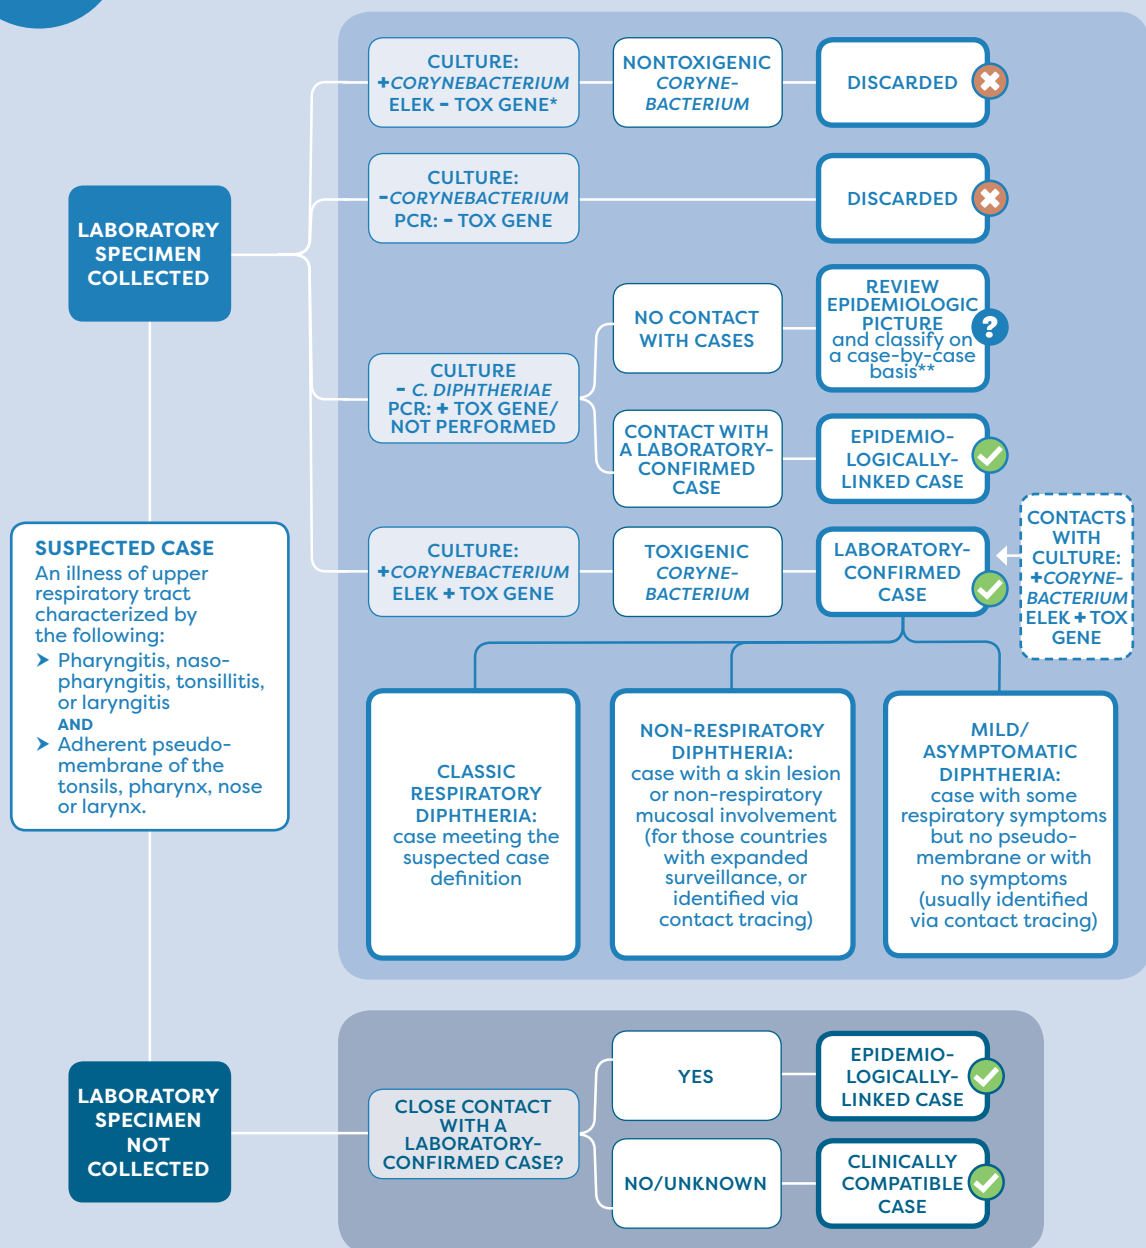 CULTURE:
+CORYNEBACTERIUM
ELEK – TOX GENE*
NONTOXIGENIC
CORYNE-
BACTERIUM
DISCARDED
CULTURE:
–CORYNEBACTERIUM
PCR: – TOX GENE
DISCARDED
LABORATORY
SPECIMEN
COLLECTED
CULTURE
– C. DIPHTHERIAE
PCR: + TOX GENE/
NOT PERFORMED
NO CONTACT
WITH CASES
REVIEW
EPIDEMIOLOGIC
PICTURE
and classify on
a case-by-case
basis**
?
CONTACT WITH
A LABORATORY-
CONFIRMED
CASE
EPIDEMIO-
LOGICALLY-
LINKED CASE
CULTURE:
+CORYNEBACTERIUM
ELEK + TOX GENE
TOXIGENIC
CORYNE-
BACTERIUM
LABORATORY-
CONFIRMED
CASE
CONTACTS
WITH
CULTURE:
+CORYNE-
BACTERIUM
ELEK + TOX
GENE
SUSPECTED CASE
An illness of upper
respiratory tract
characterized by
the following:
➤ Pharyngitis, naso-
pharyngitis, tonsillitis,
or laryngitis
AND
➤ Adherent pseudo-
membrane of the
tonsils, pharynx, nose
or larynx.
CLASSIC
RESPIRATORY
DIPHTHERIA:
case meeting the
suspected case
definition
NON-RESPIRATORY
DIPHTHERIA:
case with a skin lesion
or non-respiratory
mucosal involvement
(for those countries
with expanded
surveillance, or
identified via
contact tracing)
MILD/
ASYMPTOMATIC
DIPHTHERIA:
case with some
respiratory symptoms
but no pseudo-
membrane or with
no symptoms
(usually identified
via contact tracing)
LABORATORY
SPECIMEN
NOT
COLLECTED
CLOSE CONTACT
WITH A
LABORATORY-
CONFIRMED CASE?
YES
EPIDEMIO-
LOGICALLY-
LINKED CASE
NO/UNKNOWN
CLINICALLY
COMPATIBLE
CASE